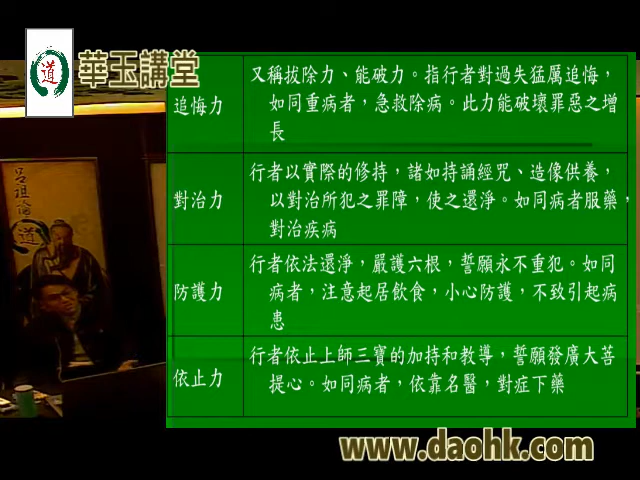 道
華玉講堂
追悔力
又稱拔除力、能破力。指行者對過失猛厲追悔，
如同重病者，急救除病。此力能破壞罪惡之增
長
對治力
行者以實際的修持，諸如持誦經咒、造像供養，
以對治所犯之罪障，使之還淨。如同病者服藥，
對治疾病
防護力
行者依法還淨，嚴護六根，誓願永不重犯。如同
病者，注意起居飲食，小心防護，不致引起病
患
依止力
行者依止上師三寶的加持和教導，誓願發廣大菩
提心。如同病者，依靠名醫，對症下藥
呂祖論
道
www.daohk.com